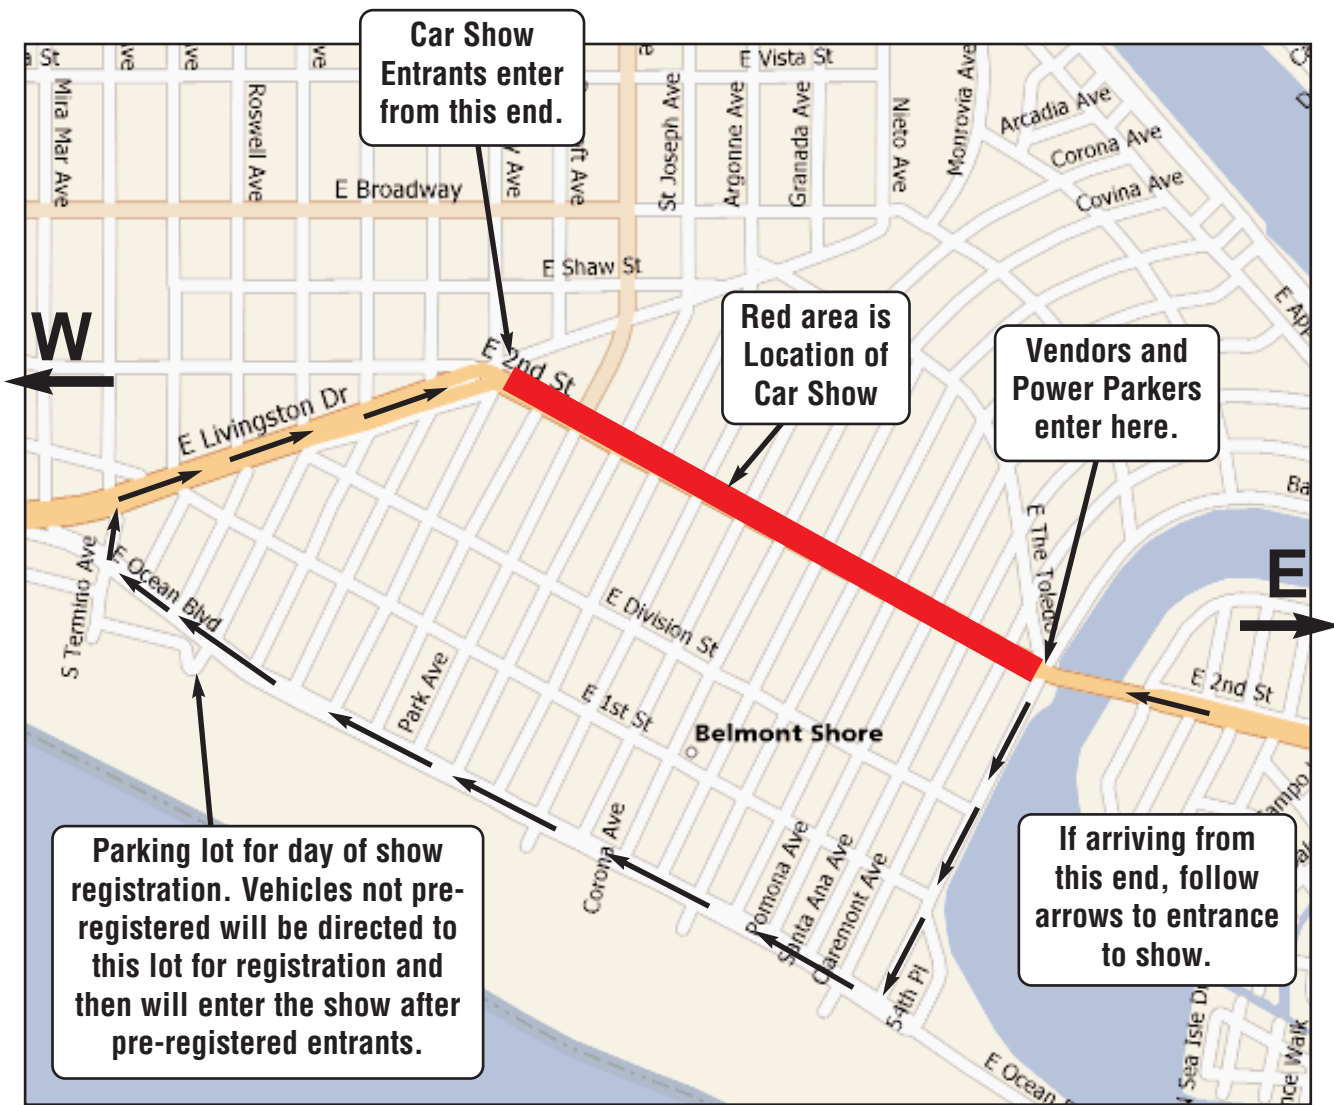 Car Show
Entrants enter
from this end.
E Vista St
Mira Mar Ave
Roswell Ave
St Joseph Ave
Argonne Ave
Granada Ave
Nieto Ave
Monrovia Ave
Arcadia Ave
Corona Ave
Covina Ave
E Broadway
E Shaw St
W
E 2nd St
Red area is
Location of
Car Show
Vendors and
Power Parkers
enter here.
E Livingston Dr
E The Toledo
E
S Termino Ave
E Ocean Blvd
E Division St
Park Ave
E 1st St
Belmont Shore
E 2nd St
Corona Ave
Pomona Ave
Santa Ana Ave
Claremont Ave
54th Pl
E Ocean
Parking lot for day of show
registration. Vehicles not pre-
registered will be directed to
this lot for registration and
then will enter the show after
pre-registered entrants.
If arriving from
this end, follow
arrows to entrance
to show.
Sea Isle
Walk